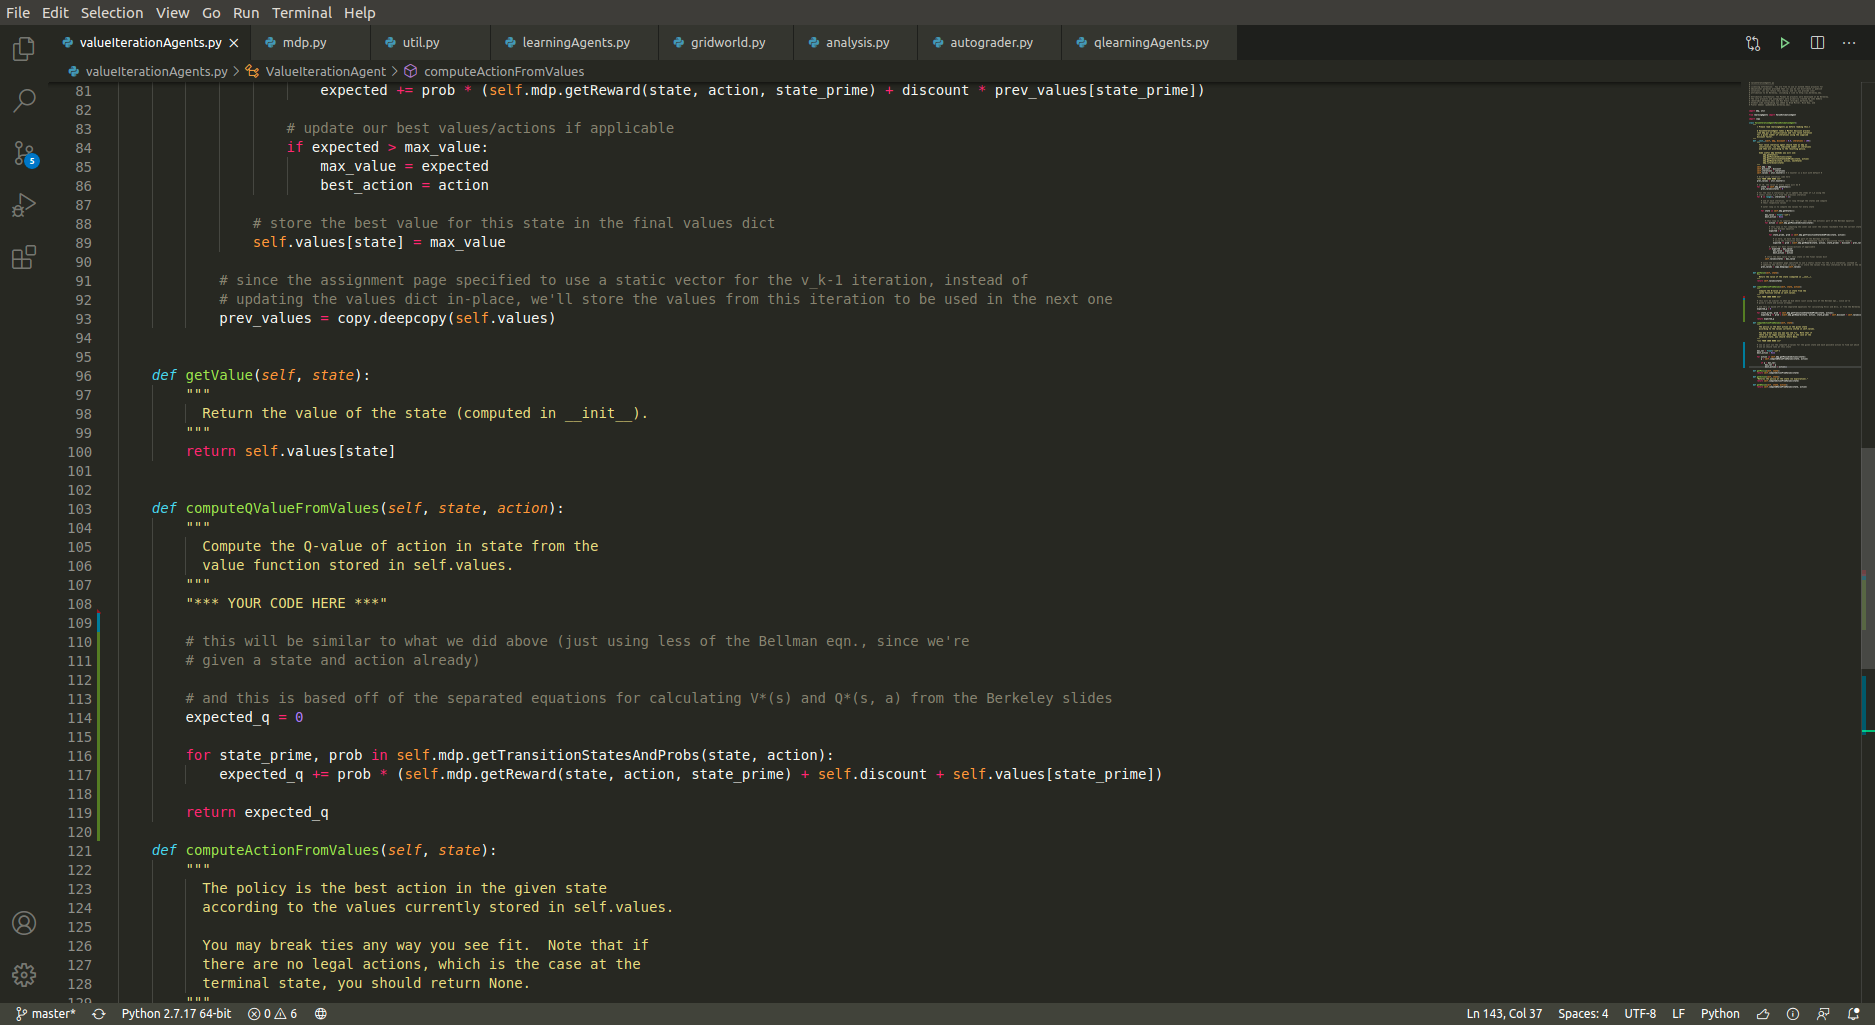 File Edit Selection View Go Run Terminal Help
valueIterationAgents.py mdp.py util.py learningAgents.py gridworld.py analysis.py autograder.py qlearningAgents.py
valueIterationAgents.py > ValueIterationAgent > computeActionFromValues
81 expected += prob * (self.mdp.getReward(state, action, state_prime) + discount * prev_values[state_prime])
82
83 # update our best values/actions if applicable
84 if expected > max_value:
85 max_value = expected
86 best_action = action
87
88 # store the best value for this state in the final values dict
89 self.values[state] = max_value
90
91 # since the assignment page specified to use a static vector for the v_k-1 iteration, instead of
92 # updating the values dict in-place, we'll store the values from this iteration to be used in the next one
93 prev_values = copy.deepcopy(self.values)
94
95
96 def getValue(self, state):
97 """
98 Return the value of the state (computed in __init__).
99 """
100 return self.values[state]
101
102
103 def computeQValueFromValues(self, state, action):
104 """
105 Compute the Q-value of action in state from the
106 value function stored in self.values.
107 """
108 "*** YOUR CODE HERE ***"
109
110 # this will be similar to what we did above (just using less of the Bellman eqn., since we're
111 # given a state and action already)
112
113 # and this is based off of the separated equations for calculating V*(s) and Q*(s, a) from the Berkeley slides
114 expected_q = 0
115
116 for state_prime, prob in self.mdp.getTransitionStatesAndProbs(state, action):
117 expected_q += prob * (self.mdp.getReward(state, action, state_prime) + self.discount + self.values[state_prime])
118
119 return expected_q
120
121 def computeActionFromValues(self, state):
122 """
123 The policy is the best action in the given state
124 according to the values currently stored in self.values.
125
126 You may break ties any way you see fit.  Note that if
127 there are no legal actions, which is the case at the
128 terminal state, you should return None.
129 """
5
master* Python 2.7.17 64-bit 0 6 Ln 143, Col 37 Spaces: 4 UTF-8 LF Python